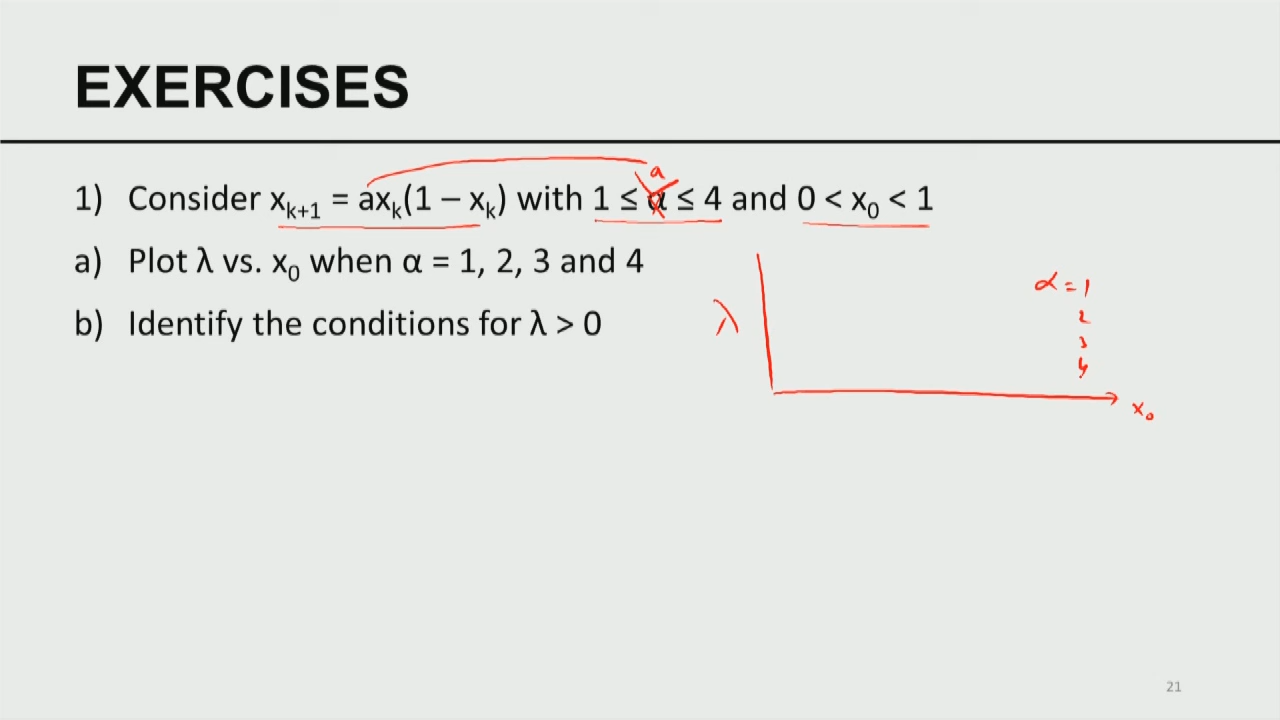 EXERCISES
a
1) Consider xₖ₊₁ = axₖ(1 – xₖ) with 1 ≤ α ≤ 4 and 0 < x₀ < 1
a) Plot λ vs. x₀ when α = 1, 2, 3 and 4
b) Identify the conditions for λ > 0
λ
α = 1
2
3
4
x₀
21